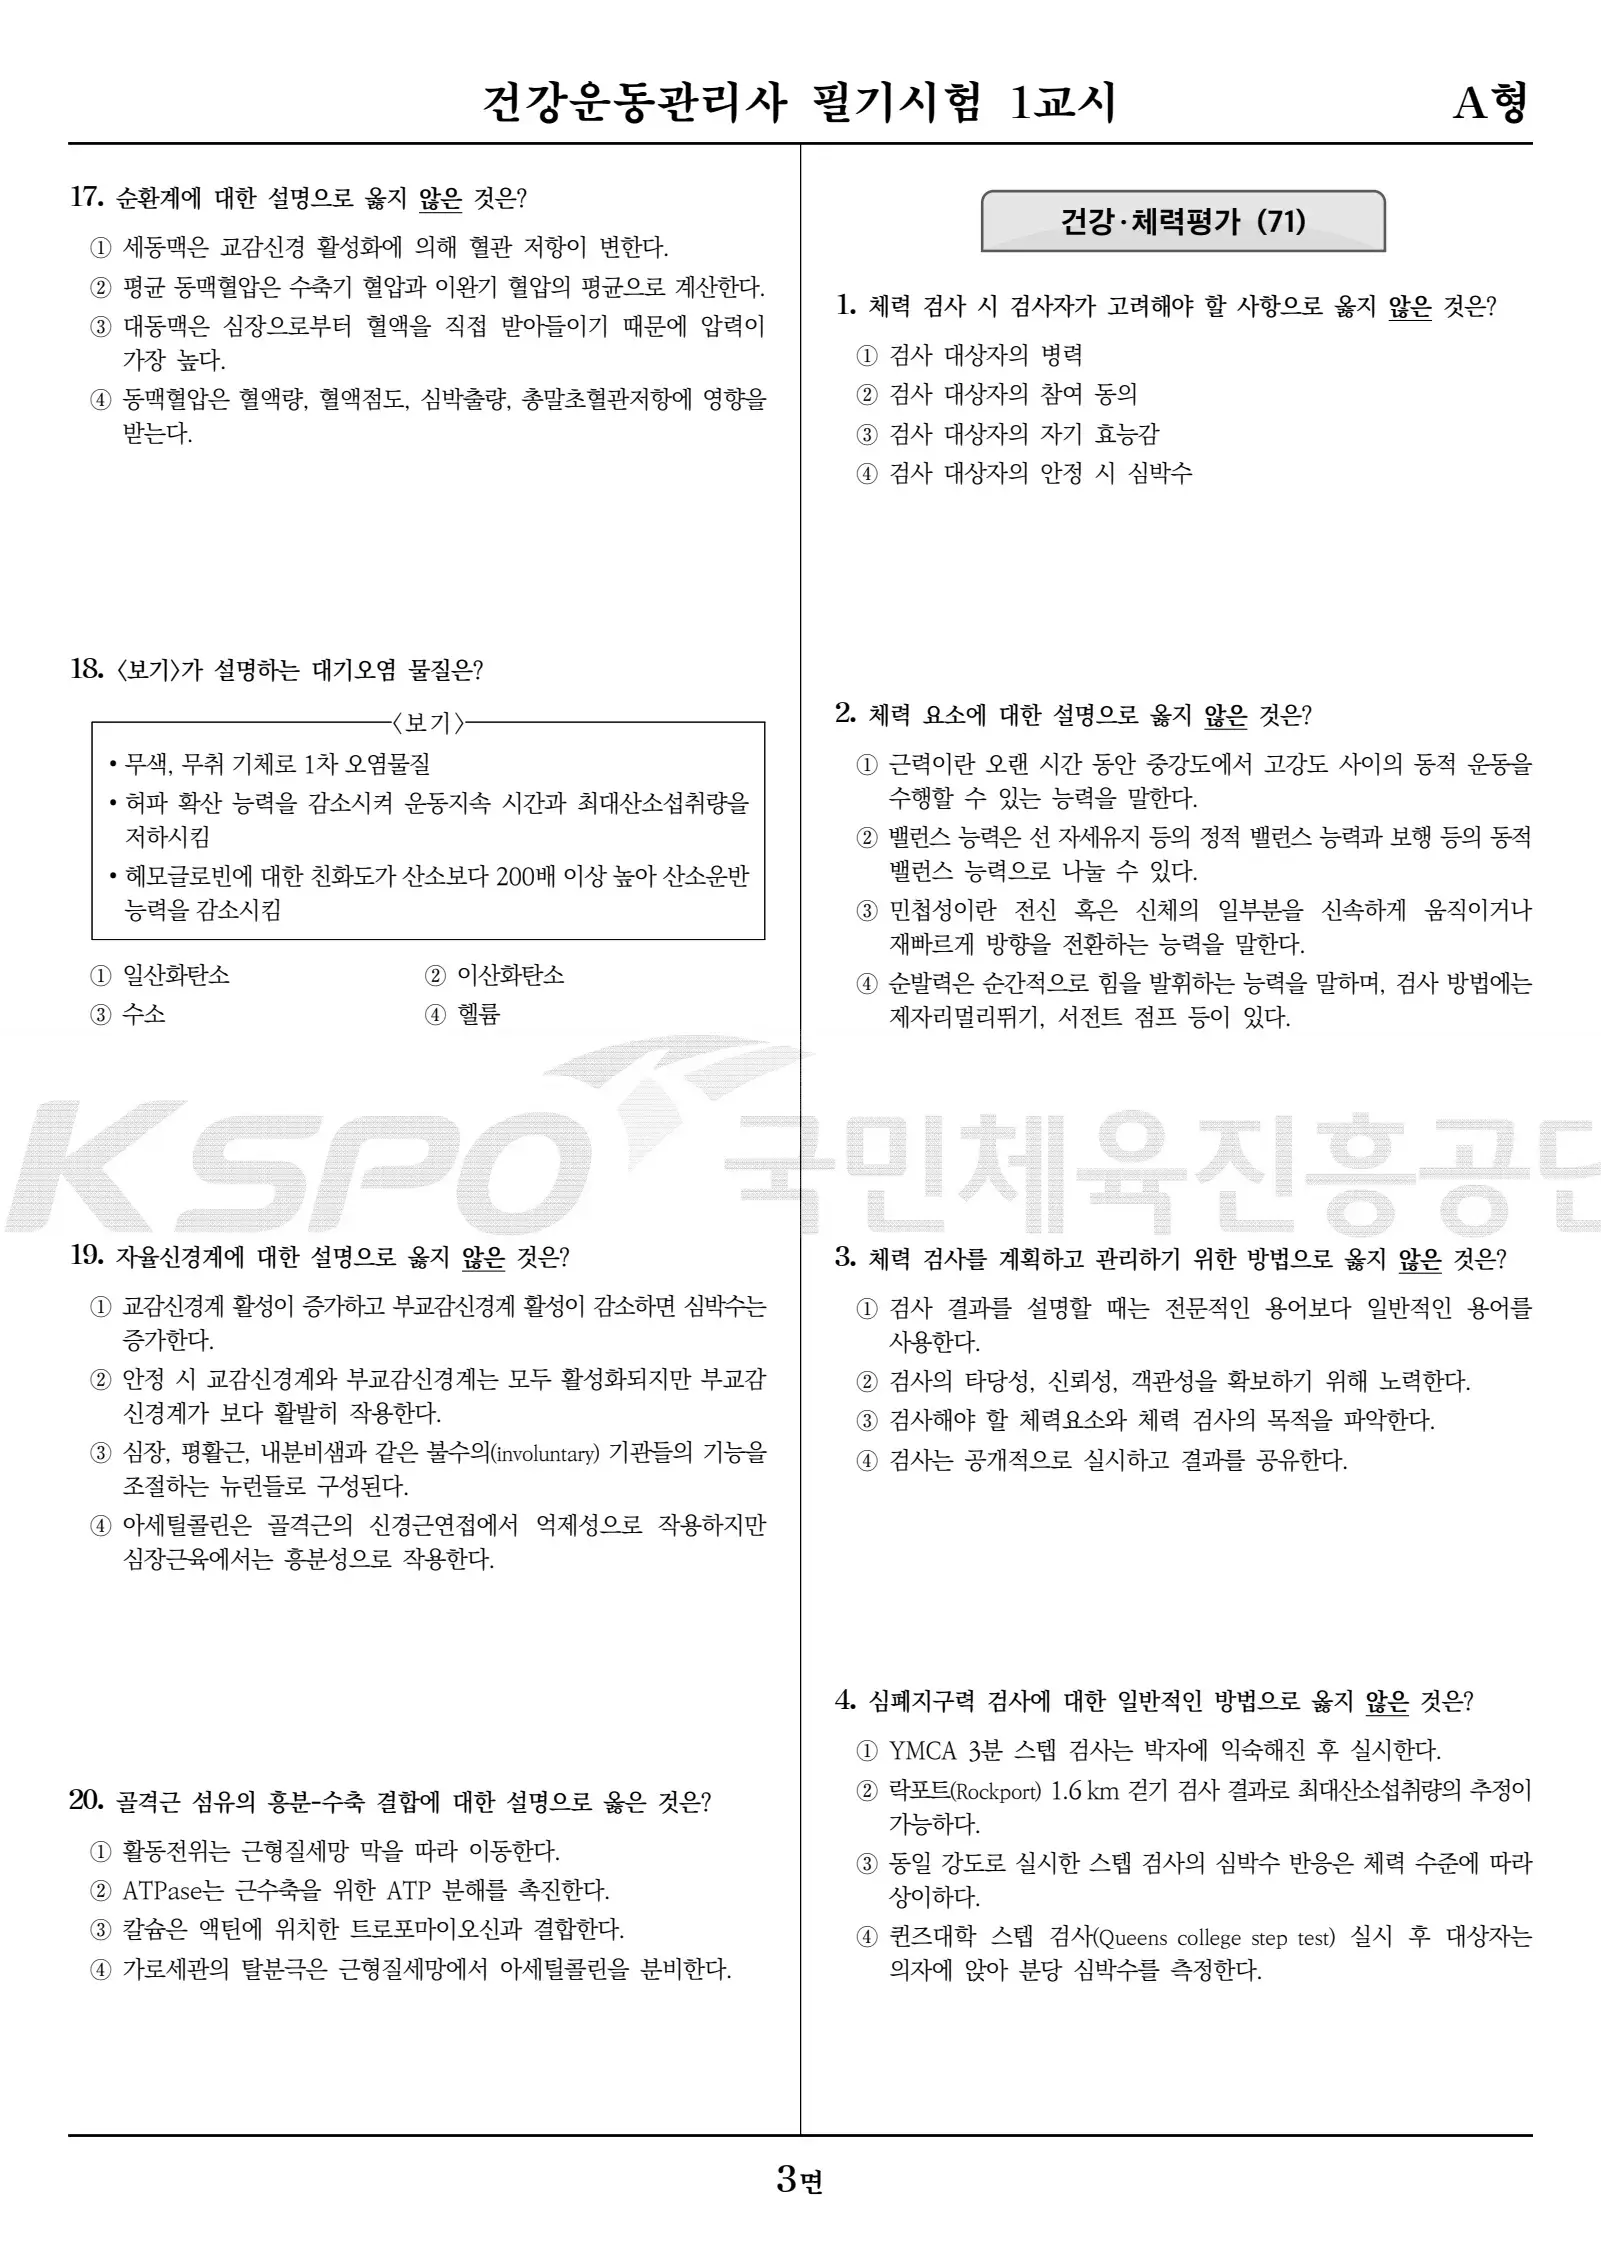 건강운동관리사 필기시험 1교시
A형
17. 순환계에 대한 설명으로 옳지 않은 것은?
① 세동맥은 교감신경 활성화에 의해 혈관 저항이 변한다.
② 평균 동맥혈압은 수축기 혈압과 이완기 혈압의 평균으로 계산한다.
③ 대동맥은 심장으로부터 혈액을 직접 받아들이기 때문에 압력이
가장 높다.
④ 동맥혈압은 혈액량, 혈액점도, 심박출량, 총말초혈관저항에 영향을
받는다.
18. 〈보기〉가 설명하는 대기오염 물질은?
〈보기〉
• 무색, 무취 기체로 1차 오염물질
• 허파 확산 능력을 감소시켜 운동지속 시간과 최대산소섭취량을
저하시킴
• 헤모글로빈에 대한 친화도가 산소보다 200배 이상 높아 산소운반
능력을 감소시킴
① 일산화탄소 ② 이산화탄소
③ 수소 ④ 헬륨
19. 자율신경계에 대한 설명으로 옳지 않은 것은?
① 교감신경계 활성이 증가하고 부교감신경계 활성이 감소하면 심박수는
증가한다.
② 안정 시 교감신경계와 부교감신경계는 모두 활성화되지만 부교감
신경계가 보다 활발히 작용한다.
③ 심장, 평활근, 내분비샘과 같은 불수의(involuntary) 기관들의 기능을
조절하는 뉴런들로 구성된다.
④ 아세틸콜린은 골격근의 신경근연접에서 억제성으로 작용하지만
심장근육에서는 흥분성으로 작용한다.
20. 골격근 섬유의 흥분-수축 결합에 대한 설명으로 옳은 것은?
① 활동전위는 근형질세망 막을 따라 이동한다.
② ATPase는 근수축을 위한 ATP 분해를 촉진한다.
③ 칼슘은 액틴에 위치한 트로포마이오신과 결합한다.
④ 가로세관의 탈분극은 근형질세망에서 아세틸콜린을 분비한다.
건강·체력평가 (71)
1. 체력 검사 시 검사자가 고려해야 할 사항으로 옳지 않은 것은?
① 검사 대상자의 병력
② 검사 대상자의 참여 동의
③ 검사 대상자의 자기 효능감
④ 검사 대상자의 안정 시 심박수
2. 체력 요소에 대한 설명으로 옳지 않은 것은?
① 근력이란 오랜 시간 동안 중강도에서 고강도 사이의 동적 운동을
수행할 수 있는 능력을 말한다.
② 밸런스 능력은 선 자세유지 등의 정적 밸런스 능력과 보행 등의 동적
밸런스 능력으로 나눌 수 있다.
③ 민첩성이란 전신 혹은 신체의 일부분을 신속하게 움직이거나
재빠르게 방향을 전환하는 능력을 말한다.
④ 순발력은 순간적으로 힘을 발휘하는 능력을 말하며, 검사 방법에는
제자리멀리뛰기, 서전트 점프 등이 있다.
KSPO 국민체육진흥공단
3. 체력 검사를 계획하고 관리하기 위한 방법으로 옳지 않은 것은?
① 검사 결과를 설명할 때는 전문적인 용어보다 일반적인 용어를
사용한다.
② 검사의 타당성, 신뢰성, 객관성을 확보하기 위해 노력한다.
③ 검사해야 할 체력요소와 체력 검사의 목적을 파악한다.
④ 검사는 공개적으로 실시하고 결과를 공유한다.
4. 심폐지구력 검사에 대한 일반적인 방법으로 옳지 않은 것은?
① YMCA 3분 스텝 검사는 박자에 익숙해진 후 실시한다.
② 락포트(Rockport) 1.6 km 걷기 검사 결과로 최대산소섭취량의 추정이
가능하다.
③ 동일 강도로 실시한 스텝 검사의 심박수 반응은 체력 수준에 따라
상이하다.
④ 퀸즈대학 스텝 검사(Queens college step test) 실시 후 대상자는
의자에 앉아 분당 심박수를 측정한다.
3면